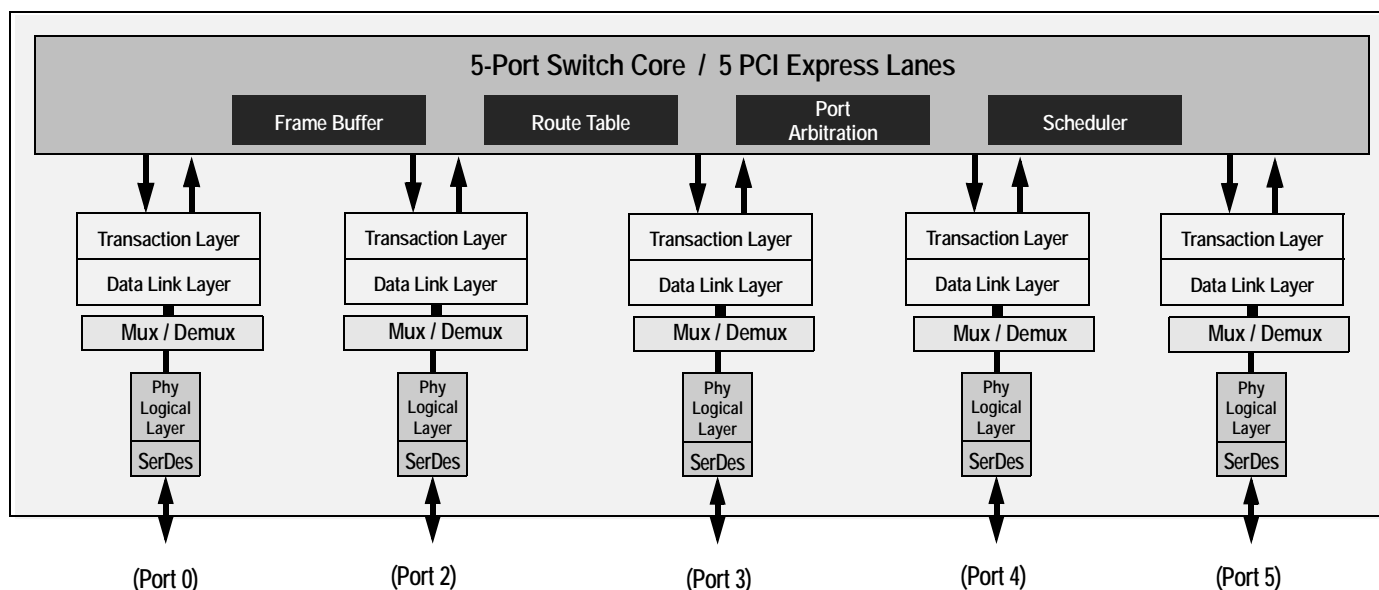 5-Port Switch Core / 5 PCI Express Lanes
Frame Buffer
Route Table
Port
Arbitration
Scheduler
Transaction Layer
Data Link Layer
Mux / Demux
Phy
Logical
Layer
SerDes
(Port 0)
Transaction Layer
Data Link Layer
Mux / Demux
Phy
Logical
Layer
SerDes
(Port 2)
Transaction Layer
Data Link Layer
Mux / Demux
Phy
Logical
Layer
SerDes
(Port 3)
Transaction Layer
Data Link Layer
Mux / Demux
Phy
Logical
Layer
SerDes
(Port 4)
Transaction Layer
Data Link Layer
Mux / Demux
Phy
Logical
Layer
SerDes
(Port 5)